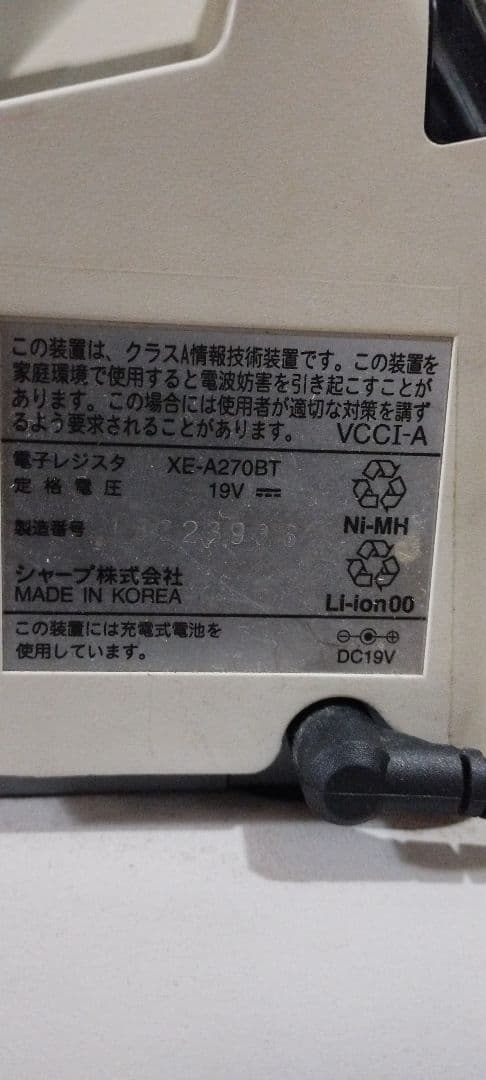 この装置は、クラスA情報技術装置です。この装置を
家庭環境で使用すると電波妨害を引き起こすことが
あります。この場合には使用者が適切な対策を講ず
るよう要求されることがあります。 VCCI-A
電子レジスタ XE-A270BT
定格電圧 19V
製造番号
Ni-MH
シャープ株式会社
MADE IN KOREA
Li-ion00
この装置には充電式電池を
使用しています。
DC19V